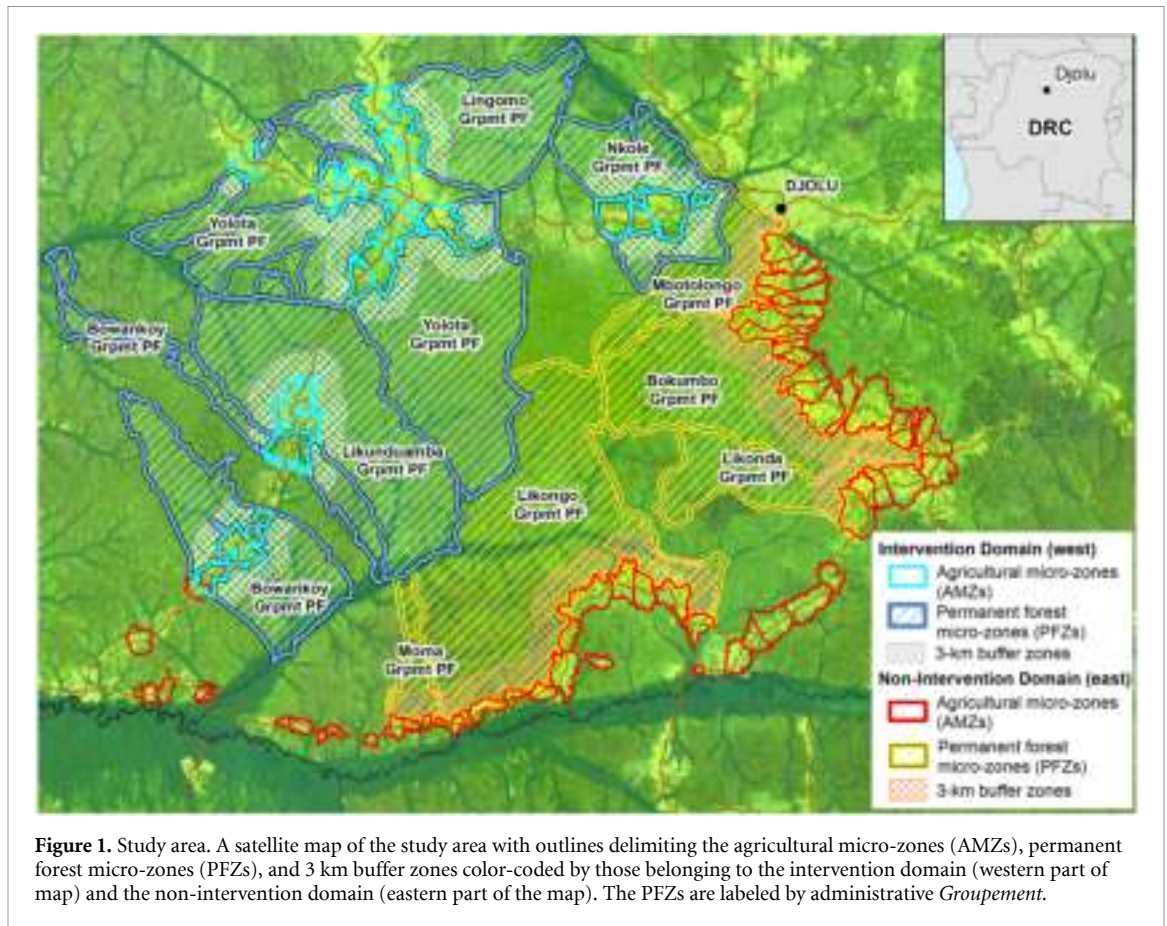 Lingomo
Grpmt PF
Nkole
Grpmt PF
Djolu
DRC
DJOLU
Yolota
Grpmt PF
Mbotolongo
Grpmt PF
Bowankoy
Grpmt PF
Yolota
Grpmt PF
Bokumbo
Grpmt PF
Likunduamba
Grpmt PF
Likonda
Grpmt PF
Likongo
Grpmt PF
Bowankoy
Grpmt PF
Moma
Grpmt PF
Intervention Domain (west)
Agricultural micro-zones
(AMZs)
Permanent forest
micro-zones (PFZs)
3-km buffer zones
Non-Intervention Domain (east)
Agricultural micro-zones
(AMZs)
Permanent forest
micro-zones (PFZs)
3-km buffer zones
Figure 1. Study area. A satellite map of the study area with outlines delimiting the agricultural micro-zones (AMZs), permanent
forest micro-zones (PFZs), and 3 km buffer zones color-coded by those belonging to the intervention domain (western part of
map) and the non-intervention domain (eastern part of the map). The PFZs are labeled by administrative Groupement.